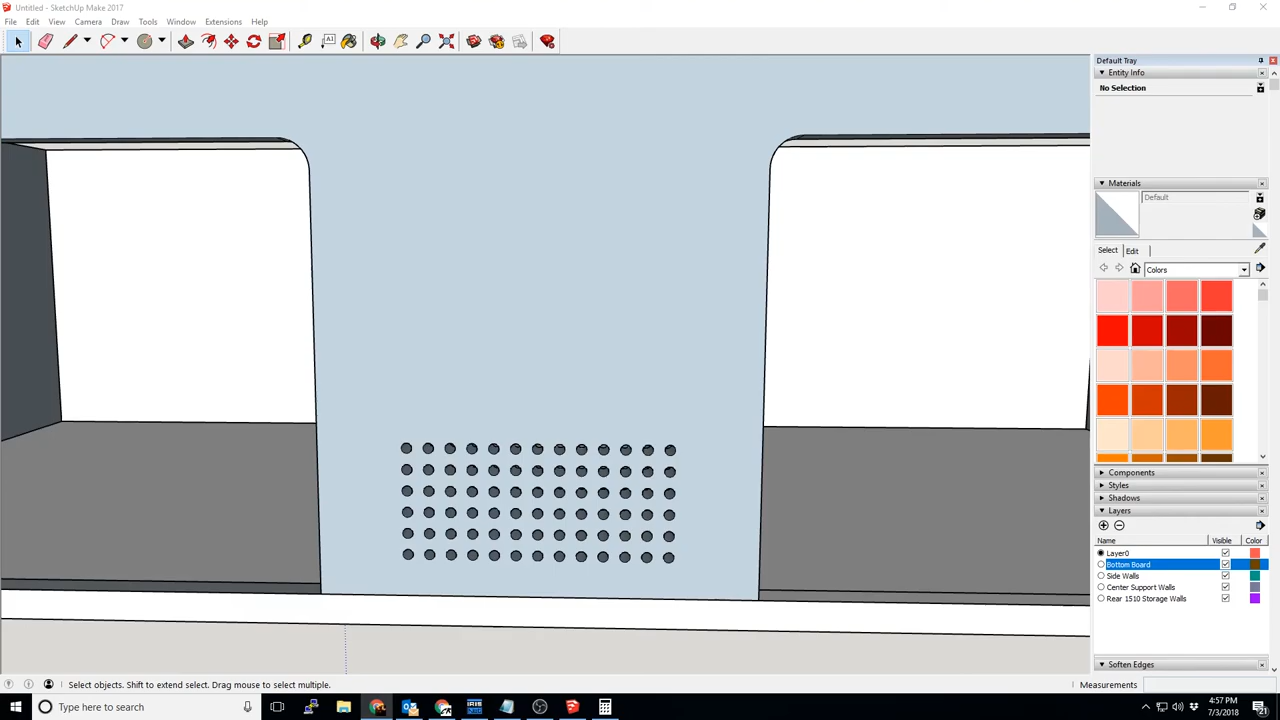 Untitled - SketchUp Make 2017
File Edit View Camera Draw Tools Window Extensions Help
Default Tray
Entity Info
No Selection
Materials
Default
Select Edit
Colors
Components
Styles
Shadows
Layers
Name Visible Color
Layer0
Bottom Board
Side Walls
Center Support Walls
Rear 1510 Storage Walls
Soften Edges
Select objects. Shift to extend select. Drag mouse to select multiple.
Measurements
Type here to search
4:57 PM
7/3/2018
21